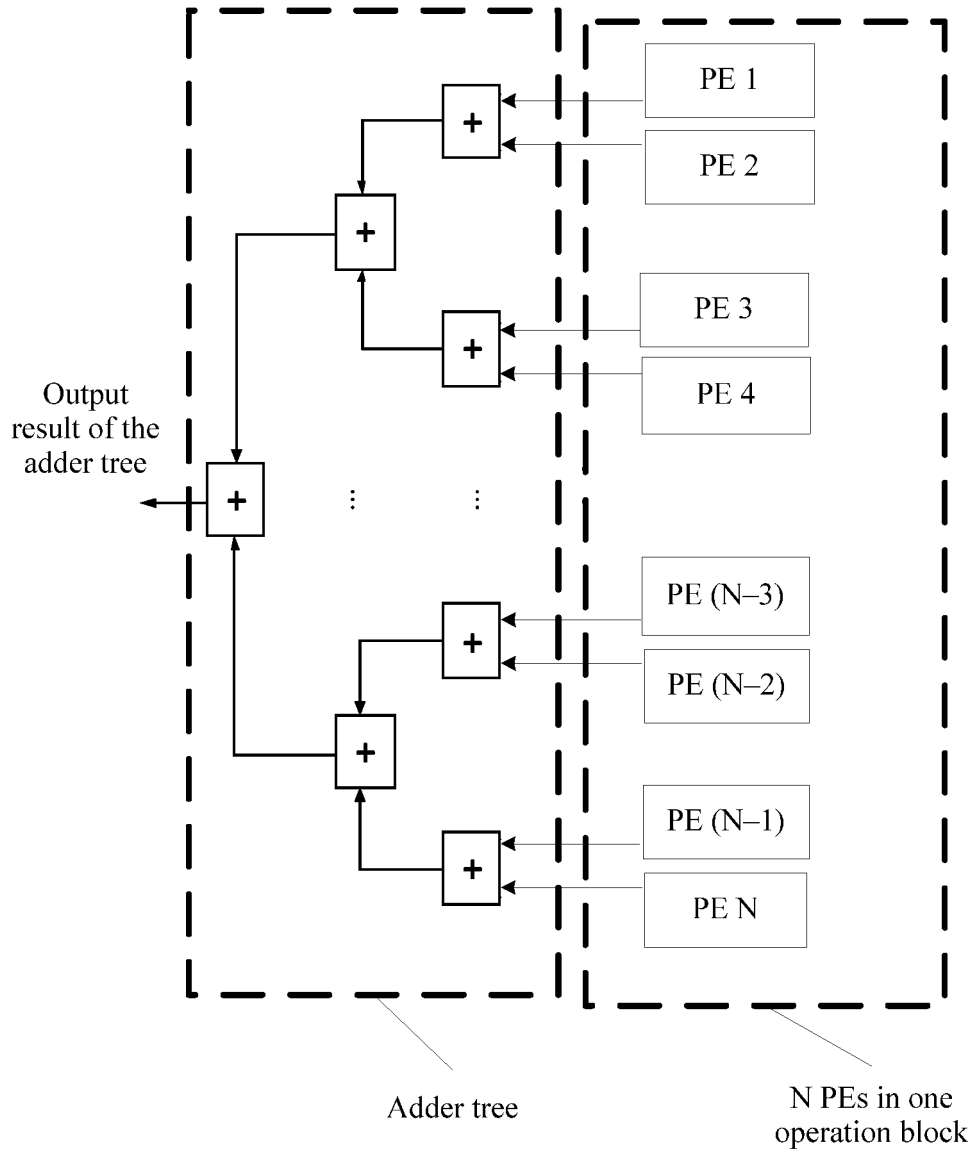 PE 1
+
PE 2
+
PE 3
+
PE 4
Output
result of the
adder tree
+
⋮
⋮
PE (N–3)
+
PE (N–2)
+
PE (N–1)
+
PE N
Adder tree
N PEs in one
operation block